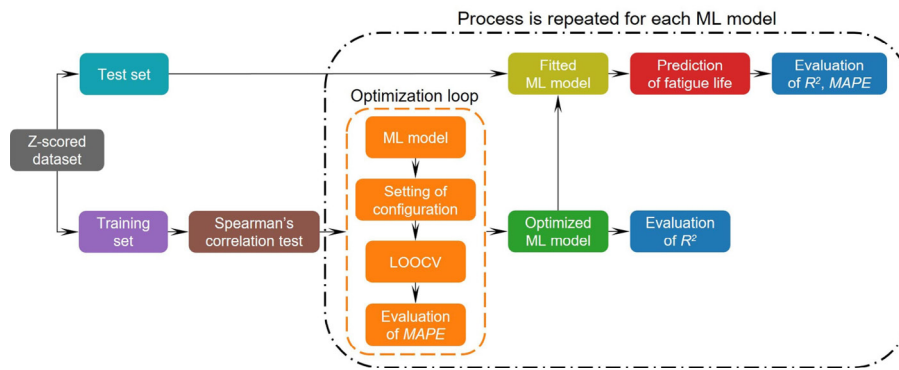 Process is repeated for each ML model
Test set
Fitted
ML model
Prediction
of fatigue life
Evaluation
of R², MAPE
Optimization loop
Z-scored
dataset
ML model
Setting of
configuration
Training
set
Spearman's
correlation test
LOOCV
Evaluation
of MAPE
Optimized
ML model
Evaluation
of R²